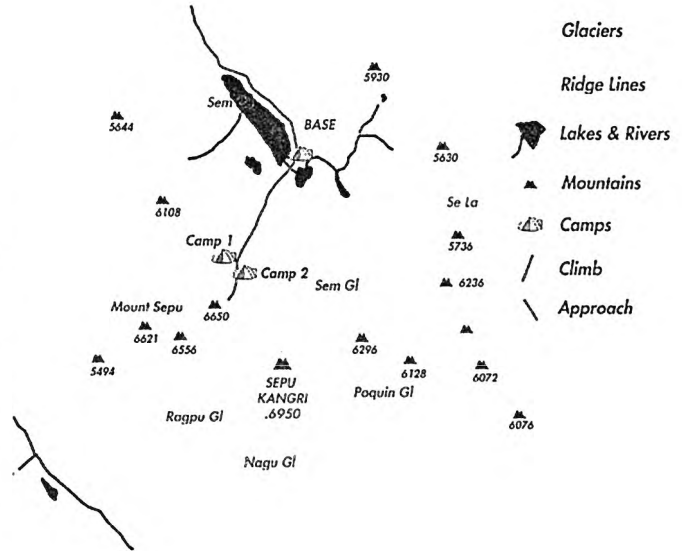 Glaciers
Ridge Lines
Lakes & Rivers
Mountains
Camps
Climb
Approach
5930
Sem
BASE
5644
5630
6108
Se La
5736
Camp 1
Camp 2
Sem Gl
6236
Mount Sepu
6650
6621
6556
6296
5494
6128
6072
SEPU
KANGRI
.6950
Poquin Gl
Ragpu Gl
6076
Nagu Gl